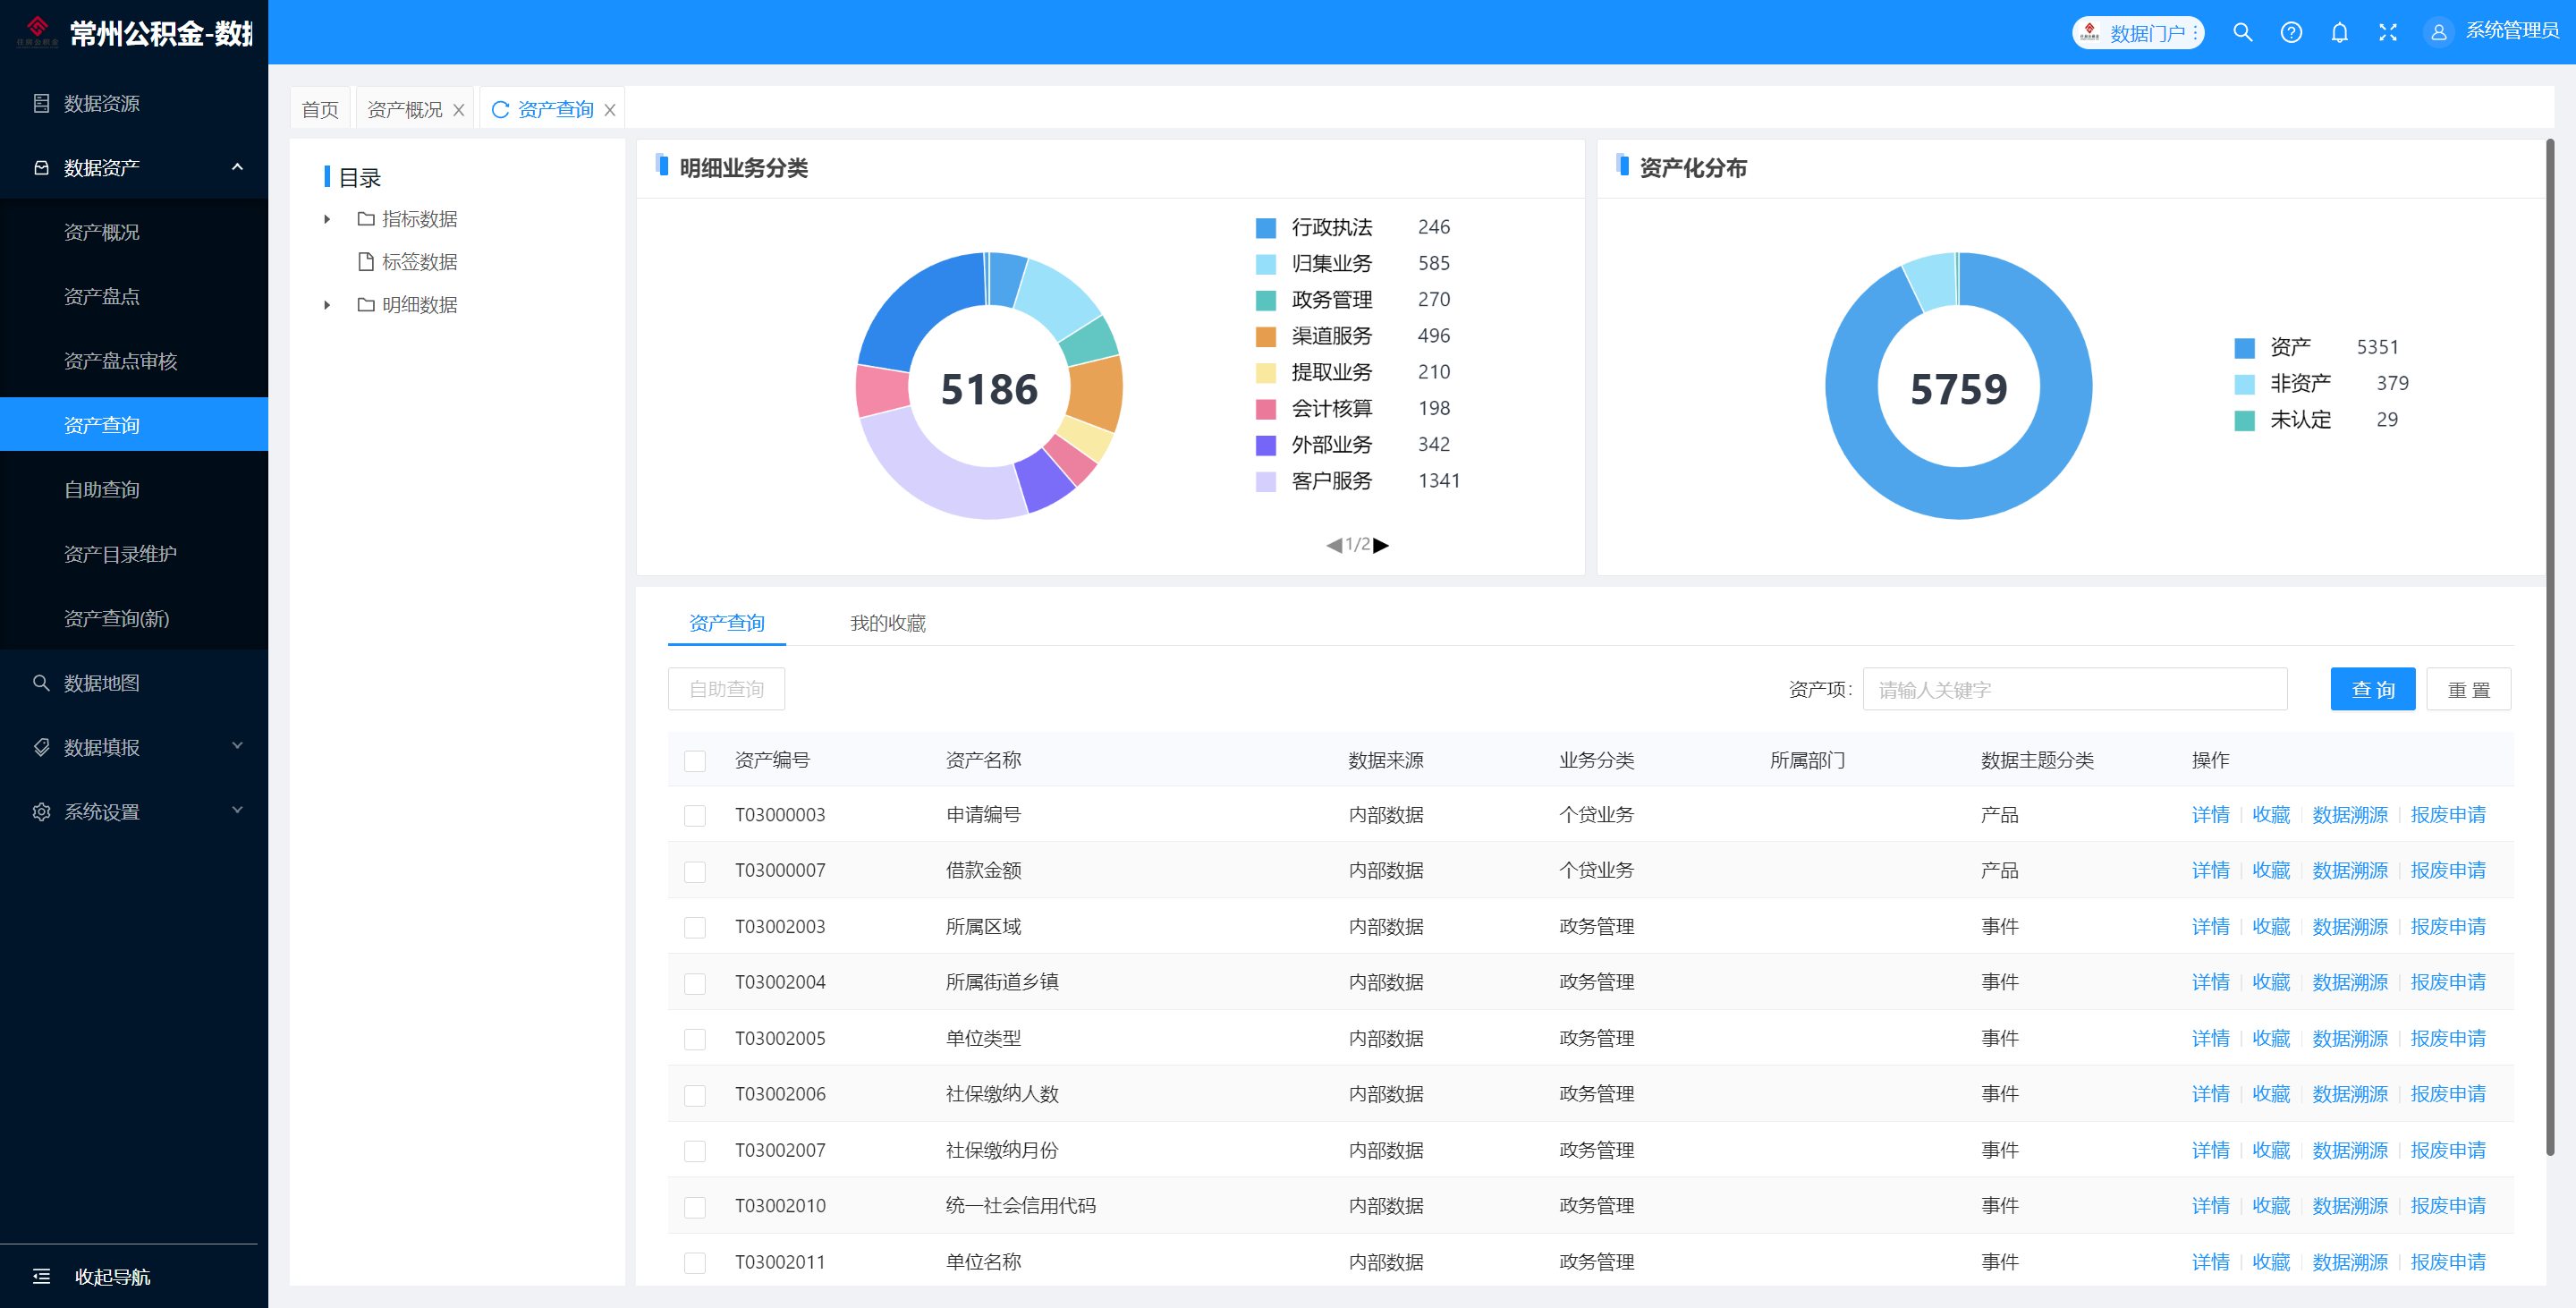 常州公积金-数据
数据门户
系统管理员
数据资源
数据资产
资产概况
资产盘点
资产盘点审核
资产查询
自助查询
资产目录维护
资产查询(新)
数据地图
数据填报
系统设置
收起导航
首页
资产概况
资产查询
目录
指标数据
标签数据
明细数据
明细业务分类
5186
行政执法 246
归集业务 585
政务管理 270
渠道服务 496
提取业务 210
会计核算 198
外部业务 342
客户服务 1341
1/2
资产化分布
5759
资产 5351
非资产 379
未认定 29
资产查询 我的收藏
自助查询 资产项: 请输入关键字 查询 重置
资产编号 资产名称 数据来源 业务分类 所属部门 数据主题分类 操作
T03000003 申请编号 内部数据 个贷业务 产品 详情 收藏 数据溯源 报废申请
T03000007 借款金额 内部数据 个贷业务 产品 详情 收藏 数据溯源 报废申请
T03002003 所属区域 内部数据 政务管理 事件 详情 收藏 数据溯源 报废申请
T03002004 所属街道乡镇 内部数据 政务管理 事件 详情 收藏 数据溯源 报废申请
T03002005 单位类型 内部数据 政务管理 事件 详情 收藏 数据溯源 报废申请
T03002006 社保缴纳人数 内部数据 政务管理 事件 详情 收藏 数据溯源 报废申请
T03002007 社保缴纳月份 内部数据 政务管理 事件 详情 收藏 数据溯源 报废申请
T03002010 统一社会信用代码 内部数据 政务管理 事件 详情 收藏 数据溯源 报废申请
T03002011 单位名称 内部数据 政务管理 事件 详情 收藏 数据溯源 报废申请